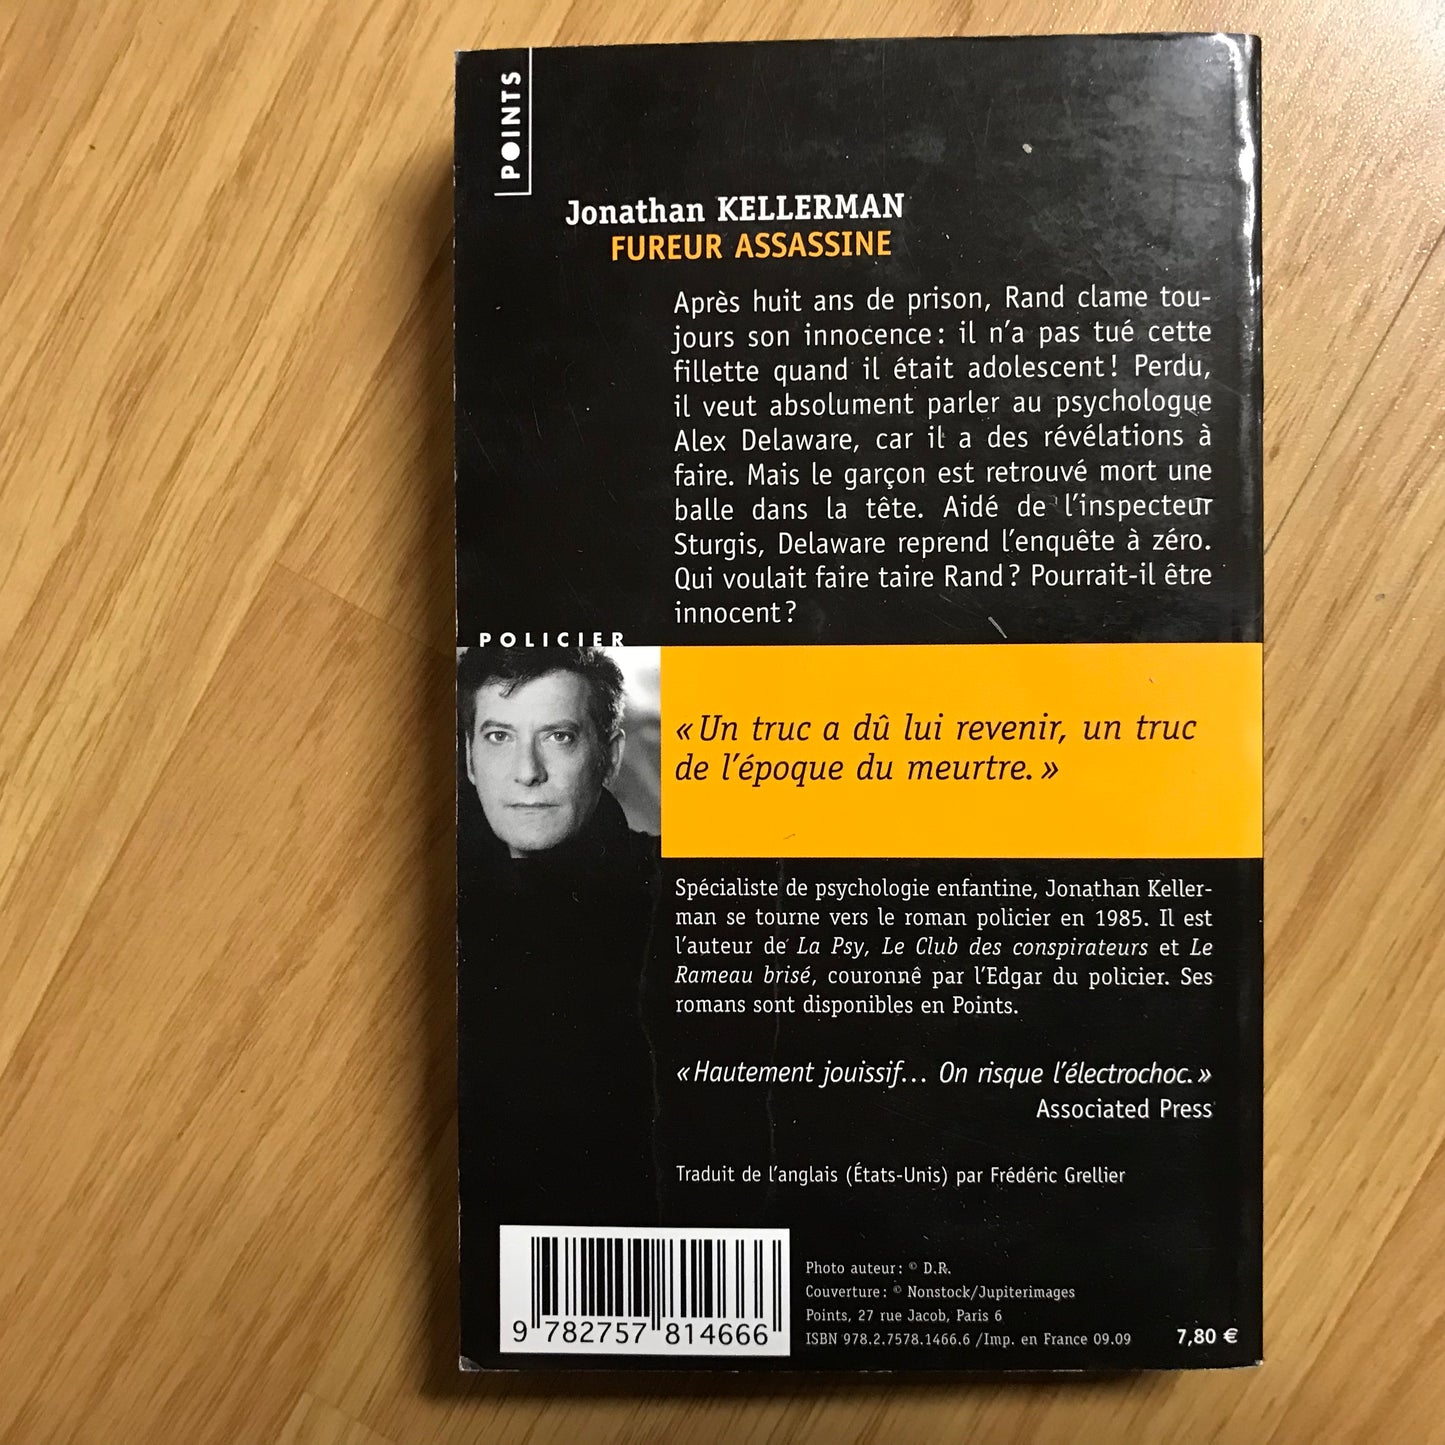 POINTS
Jonathan KELLERMAN
FUREUR ASSASSINE
Après huit ans de prison, Rand clame tou-
jours son innocence : il n'a pas tué cette
fillette quand il était adolescent ! Perdu,
il veut absolument parler au psychologue
Alex Delaware, car il a des révélations à
faire. Mais le garçon est retrouvé mort une
balle dans la tête. Aidé de l'inspecteur
Sturgis, Delaware reprend l'enquête à zéro.
Qui voulait faire taire Rand ? Pourrait-il être
innocent ?
POLICIER
« Un truc a dû lui revenir, un truc
de l'époque du meurtre. »
Spécialiste de psychologie enfantine, Jonathan Keller-
man se tourne vers le roman policier en 1985. Il est
l'auteur de La Psy, Le Club des conspirateurs et Le
Rameau brisé, couronné par l'Edgar du policier. Ses
romans sont disponibles en Points.
« Hautement jouissif... On risque l'électrochoc. »
Associated Press
Traduit de l'anglais (États-Unis) par Frédéric Grellier
9 782757 814666
Photo auteur : © D.R.
Couverture : © Nonstock/Jupiterimages
Points, 27 rue Jacob, Paris 6
ISBN 978.2.7578.1466.6 /Imp. en France 09.09
7,80 €